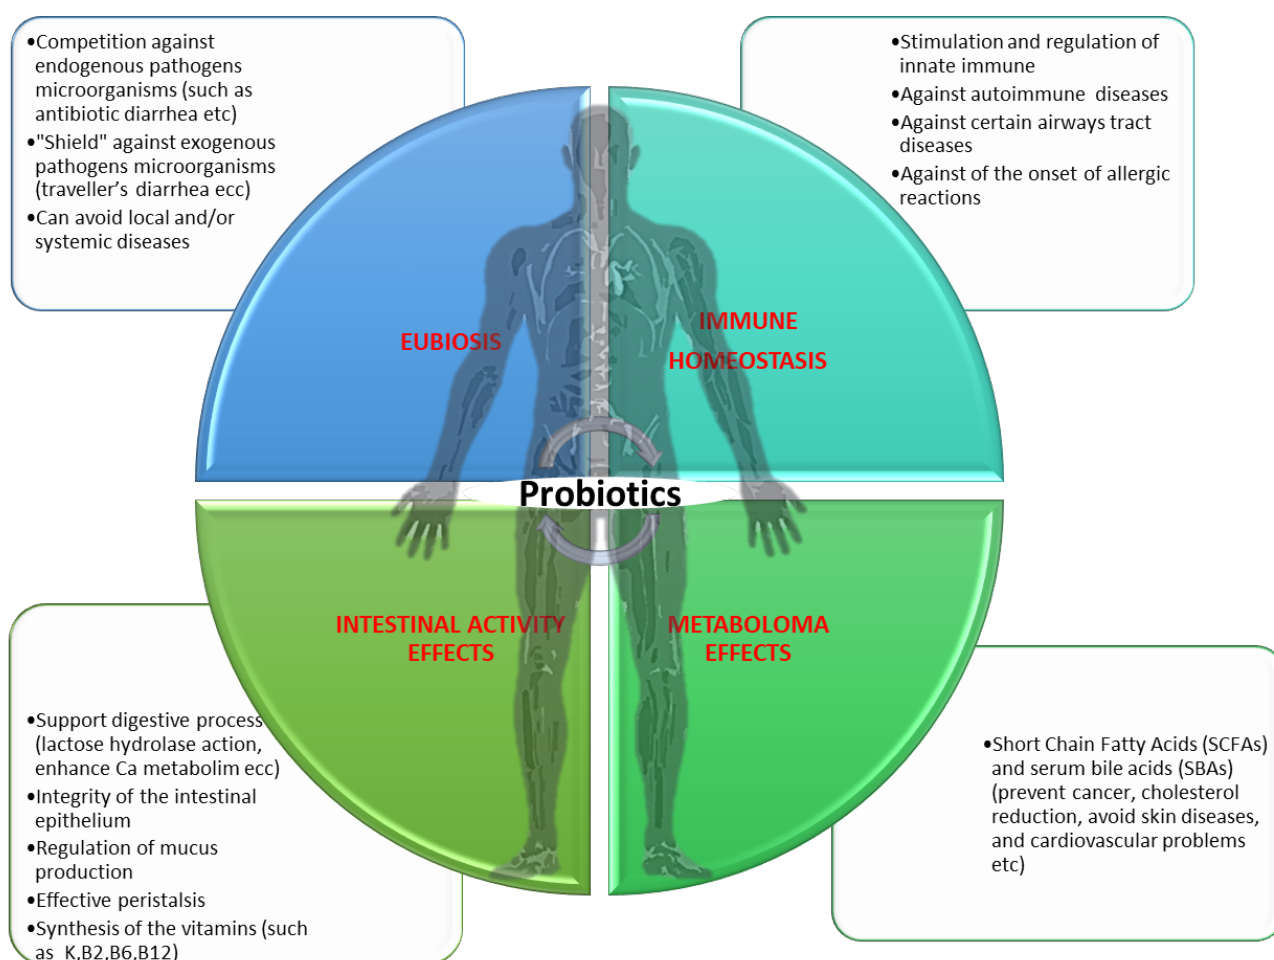 •Competition against
endogenous pathogens
microorganisms (such as
antibiotic diarrhea etc)
•"Shield" against exogenous
pathogens microorganisms
(traveller's diarrhea ecc)
•Can avoid local and/or
systemic diseases
•Stimulation and regulation of
innate immune
•Against autoimmune diseases
•Against certain airways tract
diseases
•Against of the onset of allergic
reactions
EUBIOSIS
IMMUNE
HOMEOSTASIS
Probiotics
INTESTINAL ACTIVITY
EFFECTS
METABOLOMA
EFFECTS
•Support digestive process
(lactose hydrolase action,
enhance Ca metabolim ecc)
•Integrity of the intestinal
epithelium
•Regulation of mucus
production
•Effective peristalsis
•Synthesis of the vitamins (such
as K,B2,B6,B12)
•Short Chain Fatty Acids (SCFAs)
and serum bile acids (SBAs)
(prevent cancer, cholesterol
reduction, avoid skin diseases,
and cardiovascular problems
etc)